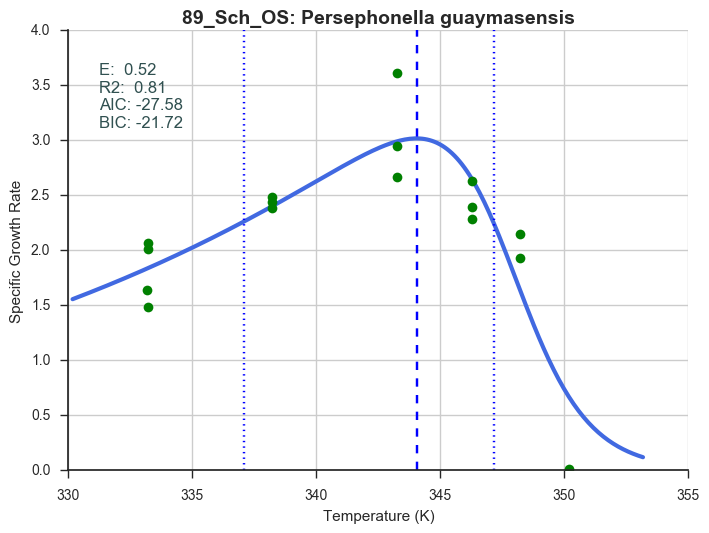 89_Sch_OS: Persephonella guaymasensis
E:  0.52
R2:  0.81
AIC: -27.58
BIC: -21.72
Specific Growth Rate
4.0
3.5
3.0
2.5
2.0
1.5
1.0
0.5
0.0
330 335 340 345 350 355
Temperature (K)